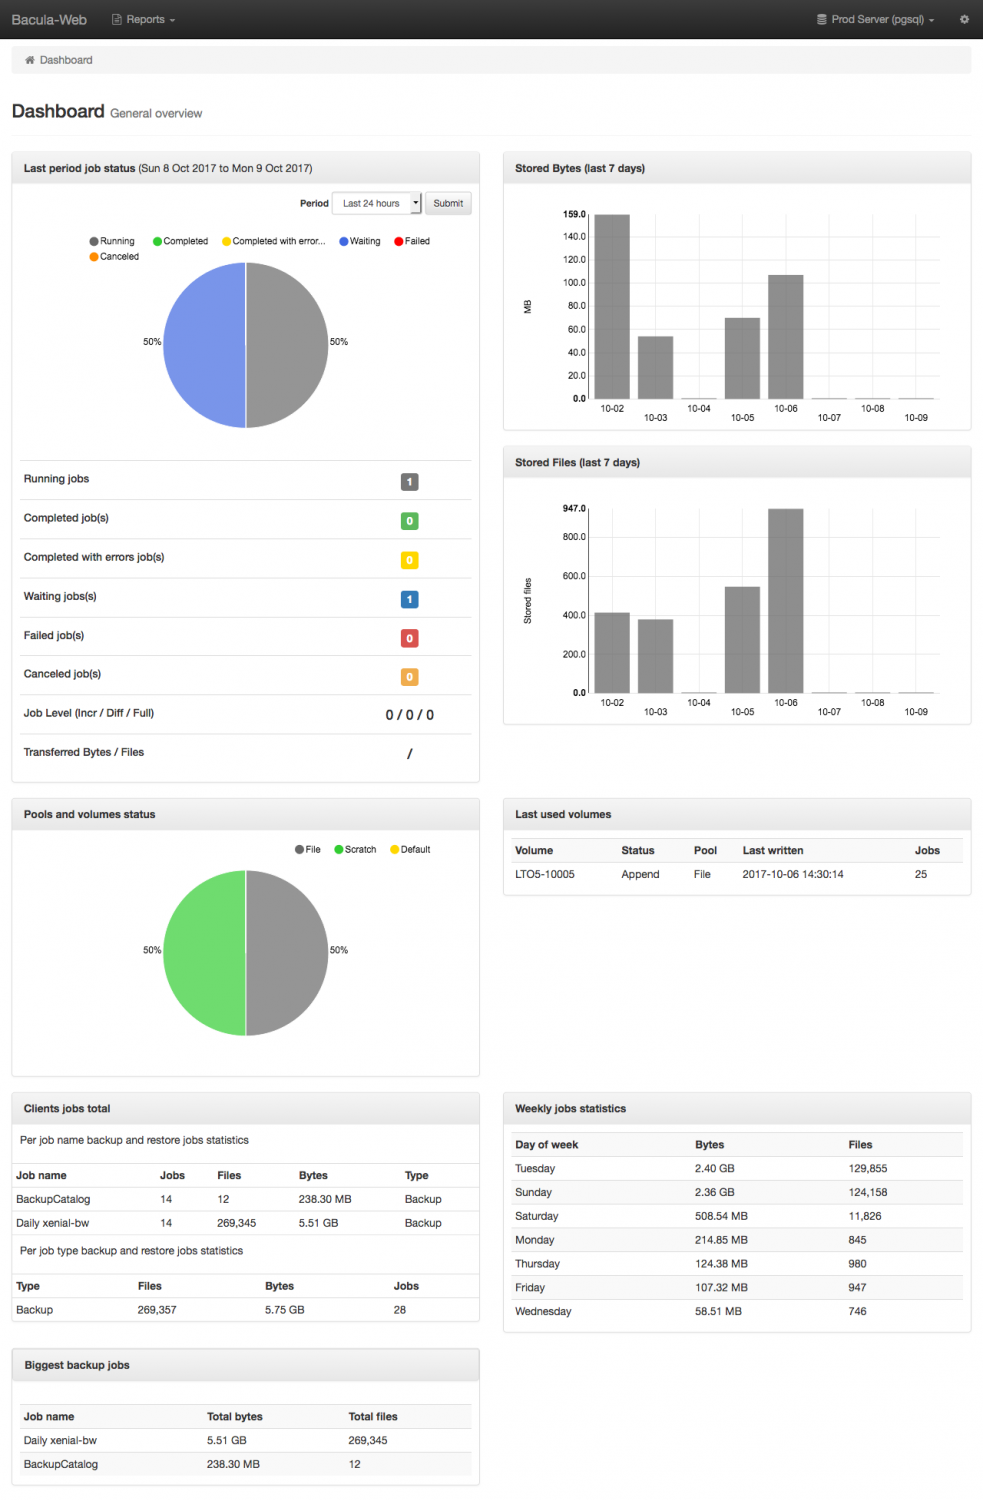 Bacula-Web Reports Prod Server (pgsql)
Dashboard
Dashboard General overview
Last period job status (Sun 8 Oct 2017 to Mon 9 Oct 2017)
Period Last 24 hours Submit
Running Completed Completed with error... Waiting Failed
Canceled
50% 50%
Running jobs 1
Completed job(s) 0
Completed with errors job(s) 0
Waiting jobs(s) 1
Failed job(s) 0
Canceled job(s) 0
Job Level (Incr / Diff / Full) 0 / 0 / 0
Transferred Bytes / Files /
Stored Bytes (last 7 days)
159.0
140.0
120.0
100.0
80.0
60.0
40.0
20.0
0.0
MB
10-02 10-03 10-04 10-05 10-06 10-07 10-08 10-09
Stored Files (last 7 days)
947.0
800.0
600.0
400.0
200.0
0.0
Stored files
10-02 10-03 10-04 10-05 10-06 10-07 10-08 10-09
Pools and volumes status
File Scratch Default
50% 50%
Last used volumes
Volume Status Pool Last written Jobs
LTO5-10005 Append File 2017-10-06 14:30:14 25
Clients jobs total
Per job name backup and restore jobs statistics
Job name Jobs Files Bytes Type
BackupCatalog 14 12 238.30 MB Backup
Daily xenial-bw 14 269,345 5.51 GB Backup
Per job type backup and restore jobs statistics
Type Files Bytes Jobs
Backup 269,357 5.75 GB 28
Weekly jobs statistics
Day of week Bytes Files
Tuesday 2.40 GB 129,855
Sunday 2.36 GB 124,158
Saturday 508.54 MB 11,826
Monday 214.85 MB 845
Thursday 124.38 MB 980
Friday 107.32 MB 947
Wednesday 58.51 MB 746
Biggest backup jobs
Job name Total bytes Total files
Daily xenial-bw 5.51 GB 269,345
BackupCatalog 238.30 MB 12